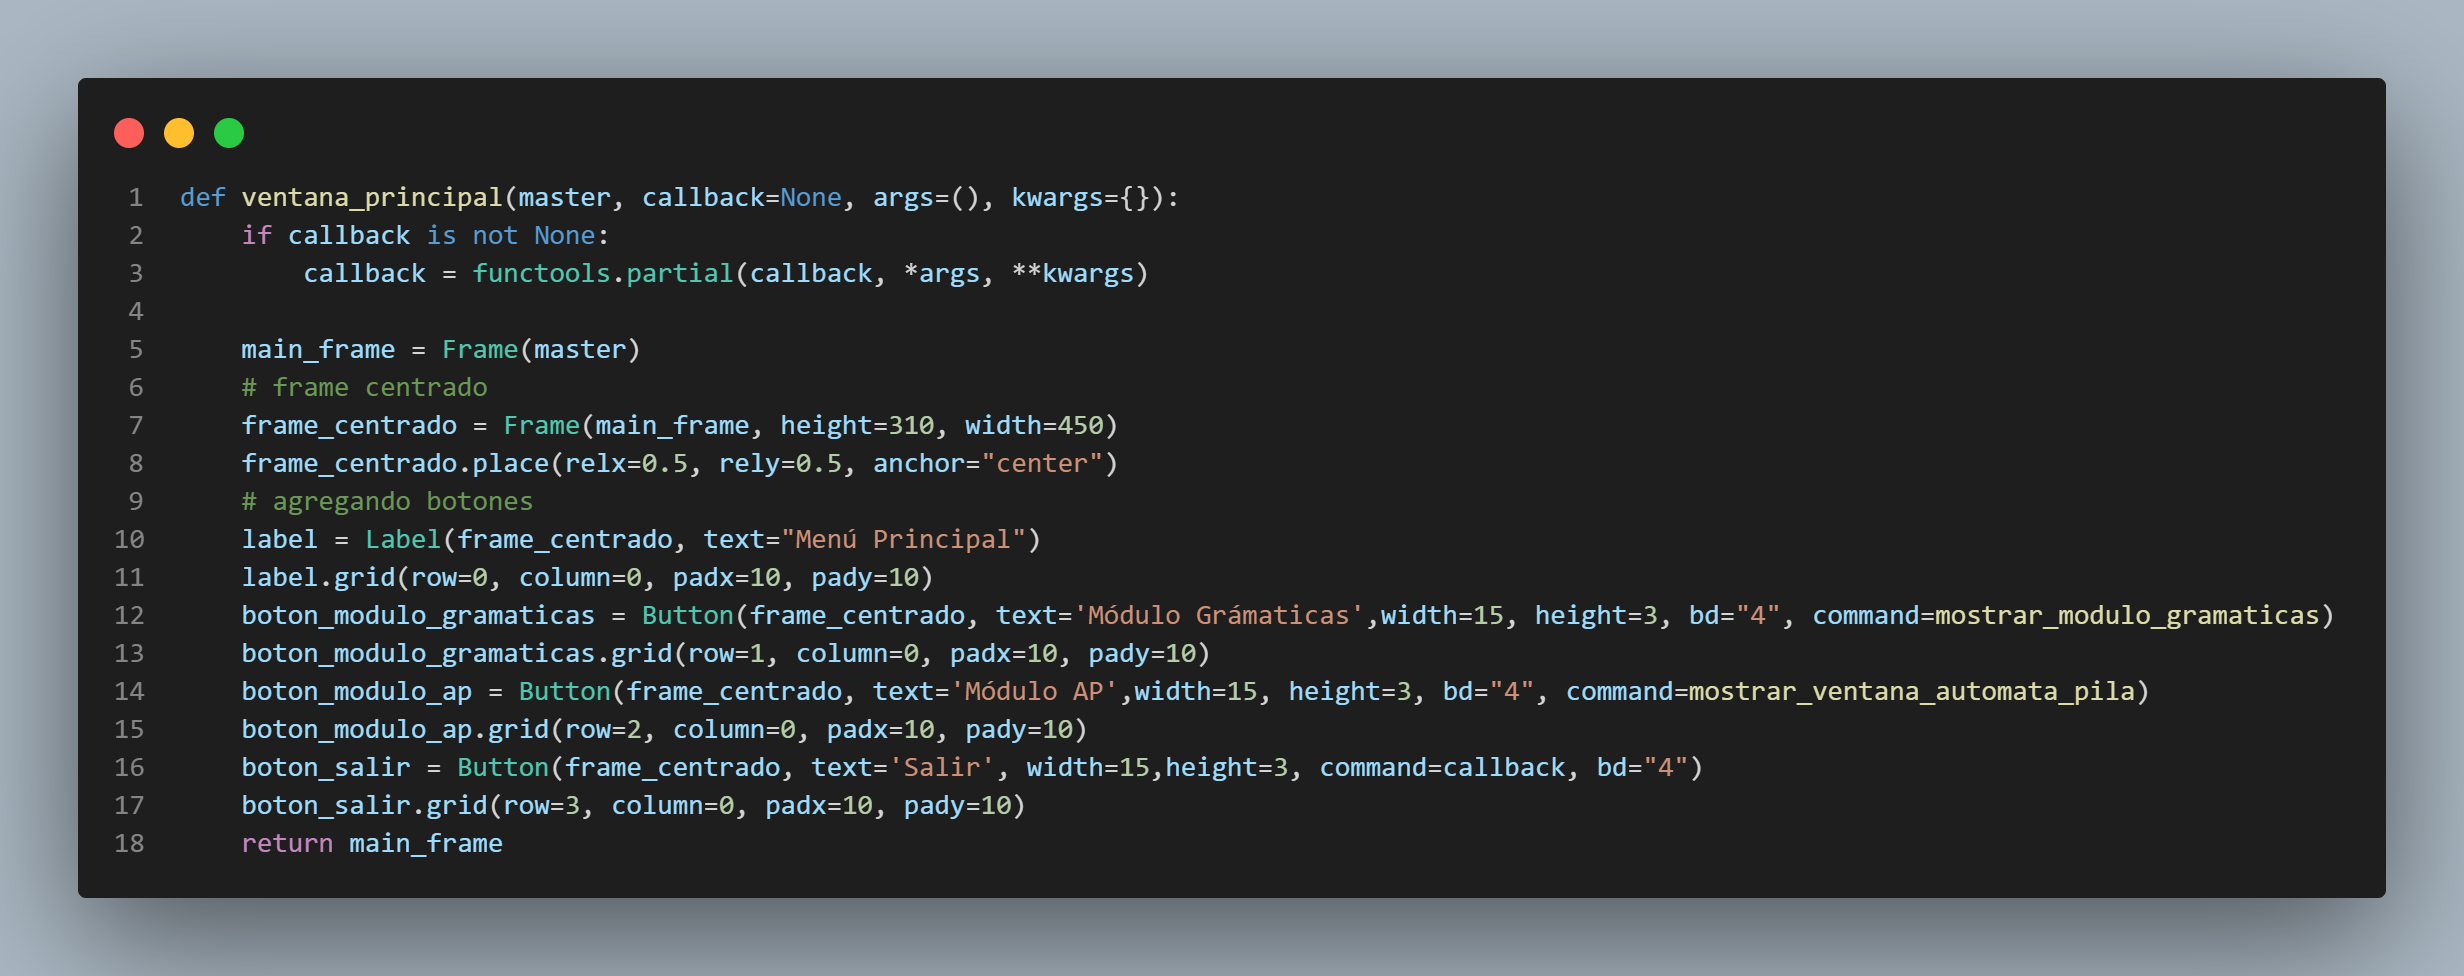 1 def ventana_principal(master, callback=None, args=(), kwargs={}):
2     if callback is not None:
3         callback = functools.partial(callback, *args, **kwargs)
4
5     main_frame = Frame(master)
6     # frame centrado
7     frame_centrado = Frame(main_frame, height=310, width=450)
8     frame_centrado.place(relx=0.5, rely=0.5, anchor="center")
9     # agregando botones
10     label = Label(frame_centrado, text="Menú Principal")
11     label.grid(row=0, column=0, padx=10, pady=10)
12     boton_modulo_gramaticas = Button(frame_centrado, text='Módulo Grámaticas',width=15, height=3, bd="4", command=mostrar_modulo_gramaticas)
13     boton_modulo_gramaticas.grid(row=1, column=0, padx=10, pady=10)
14     boton_modulo_ap = Button(frame_centrado, text='Módulo AP',width=15, height=3, bd="4", command=mostrar_ventana_automata_pila)
15     boton_modulo_ap.grid(row=2, column=0, padx=10, pady=10)
16     boton_salir = Button(frame_centrado, text='Salir', width=15,height=3, command=callback, bd="4")
17     boton_salir.grid(row=3, column=0, padx=10, pady=10)
18     return main_frame